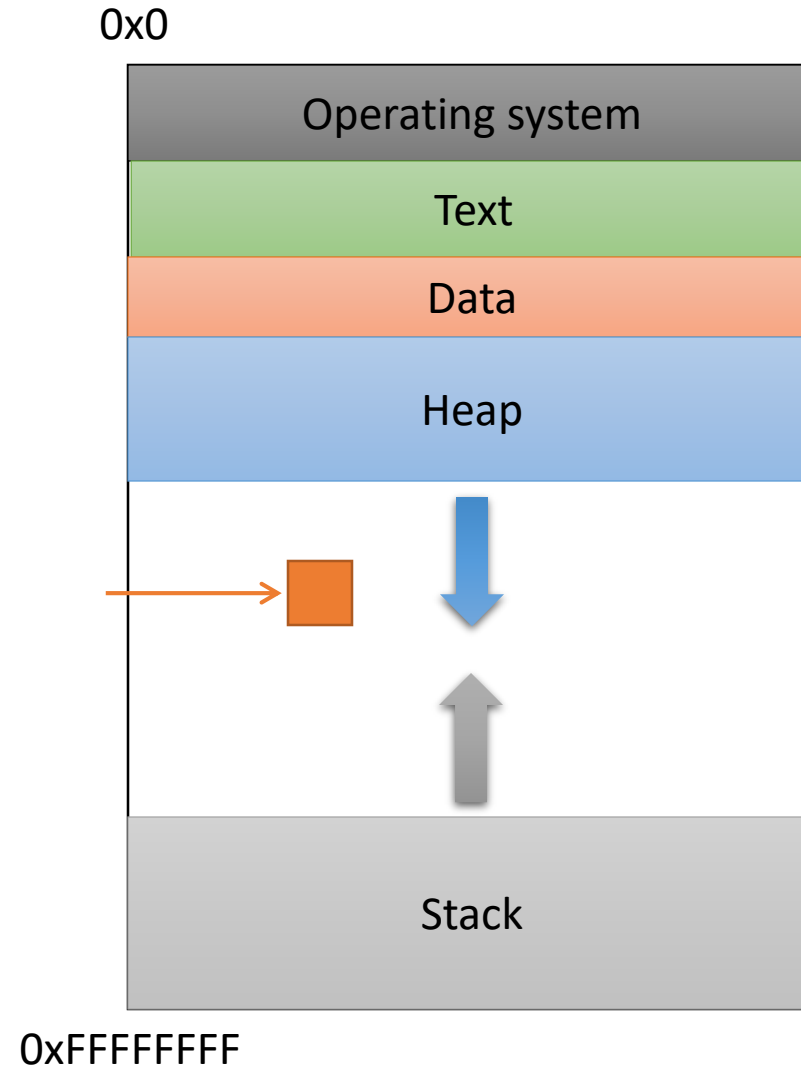 0x0
Operating system
Text
Data
Heap
Stack
0xFFFFFFFF